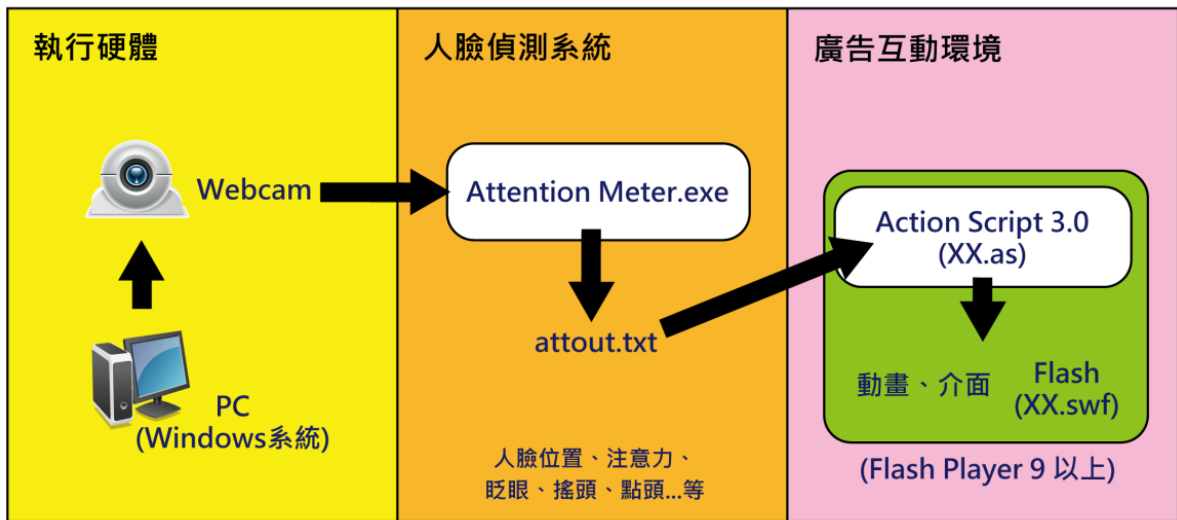 執行硬體
Webcam
PC
(Windows系統)
人臉偵測系統
Attention Meter.exe
attout.txt
人臉位置、注意力、
眨眼、搖頭、點頭...等
廣告互動環境
Action Script 3.0
(XX.as)
動畫、介面
Flash
(XX.swf)
(Flash Player 9 以上)